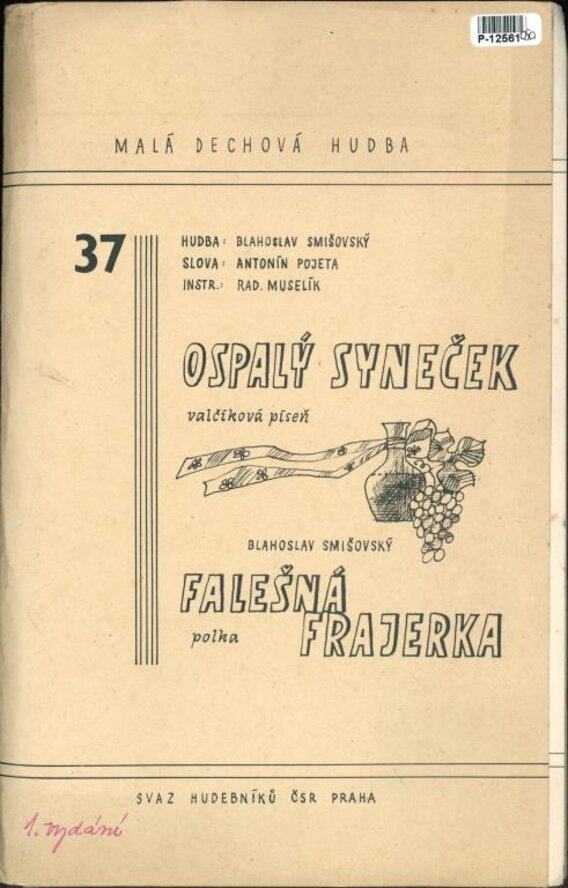 P-12561
MALÁ DECHOVÁ HUDBA
37
HUDBA: BLAHOSLAV SMIŠOVSKÝ
SLOVA: ANTONÍN POJETA
INSTR.: RAD. MUSELÍK
OSPALÝ SYNEČEK
valčíková píseň
BLAHOSLAV SMIŠOVSKÝ
FALEŠNÁ
FRAJERKA
polka
SVAZ HUDEBNÍKŮ ČSR PRAHA
1. vydání